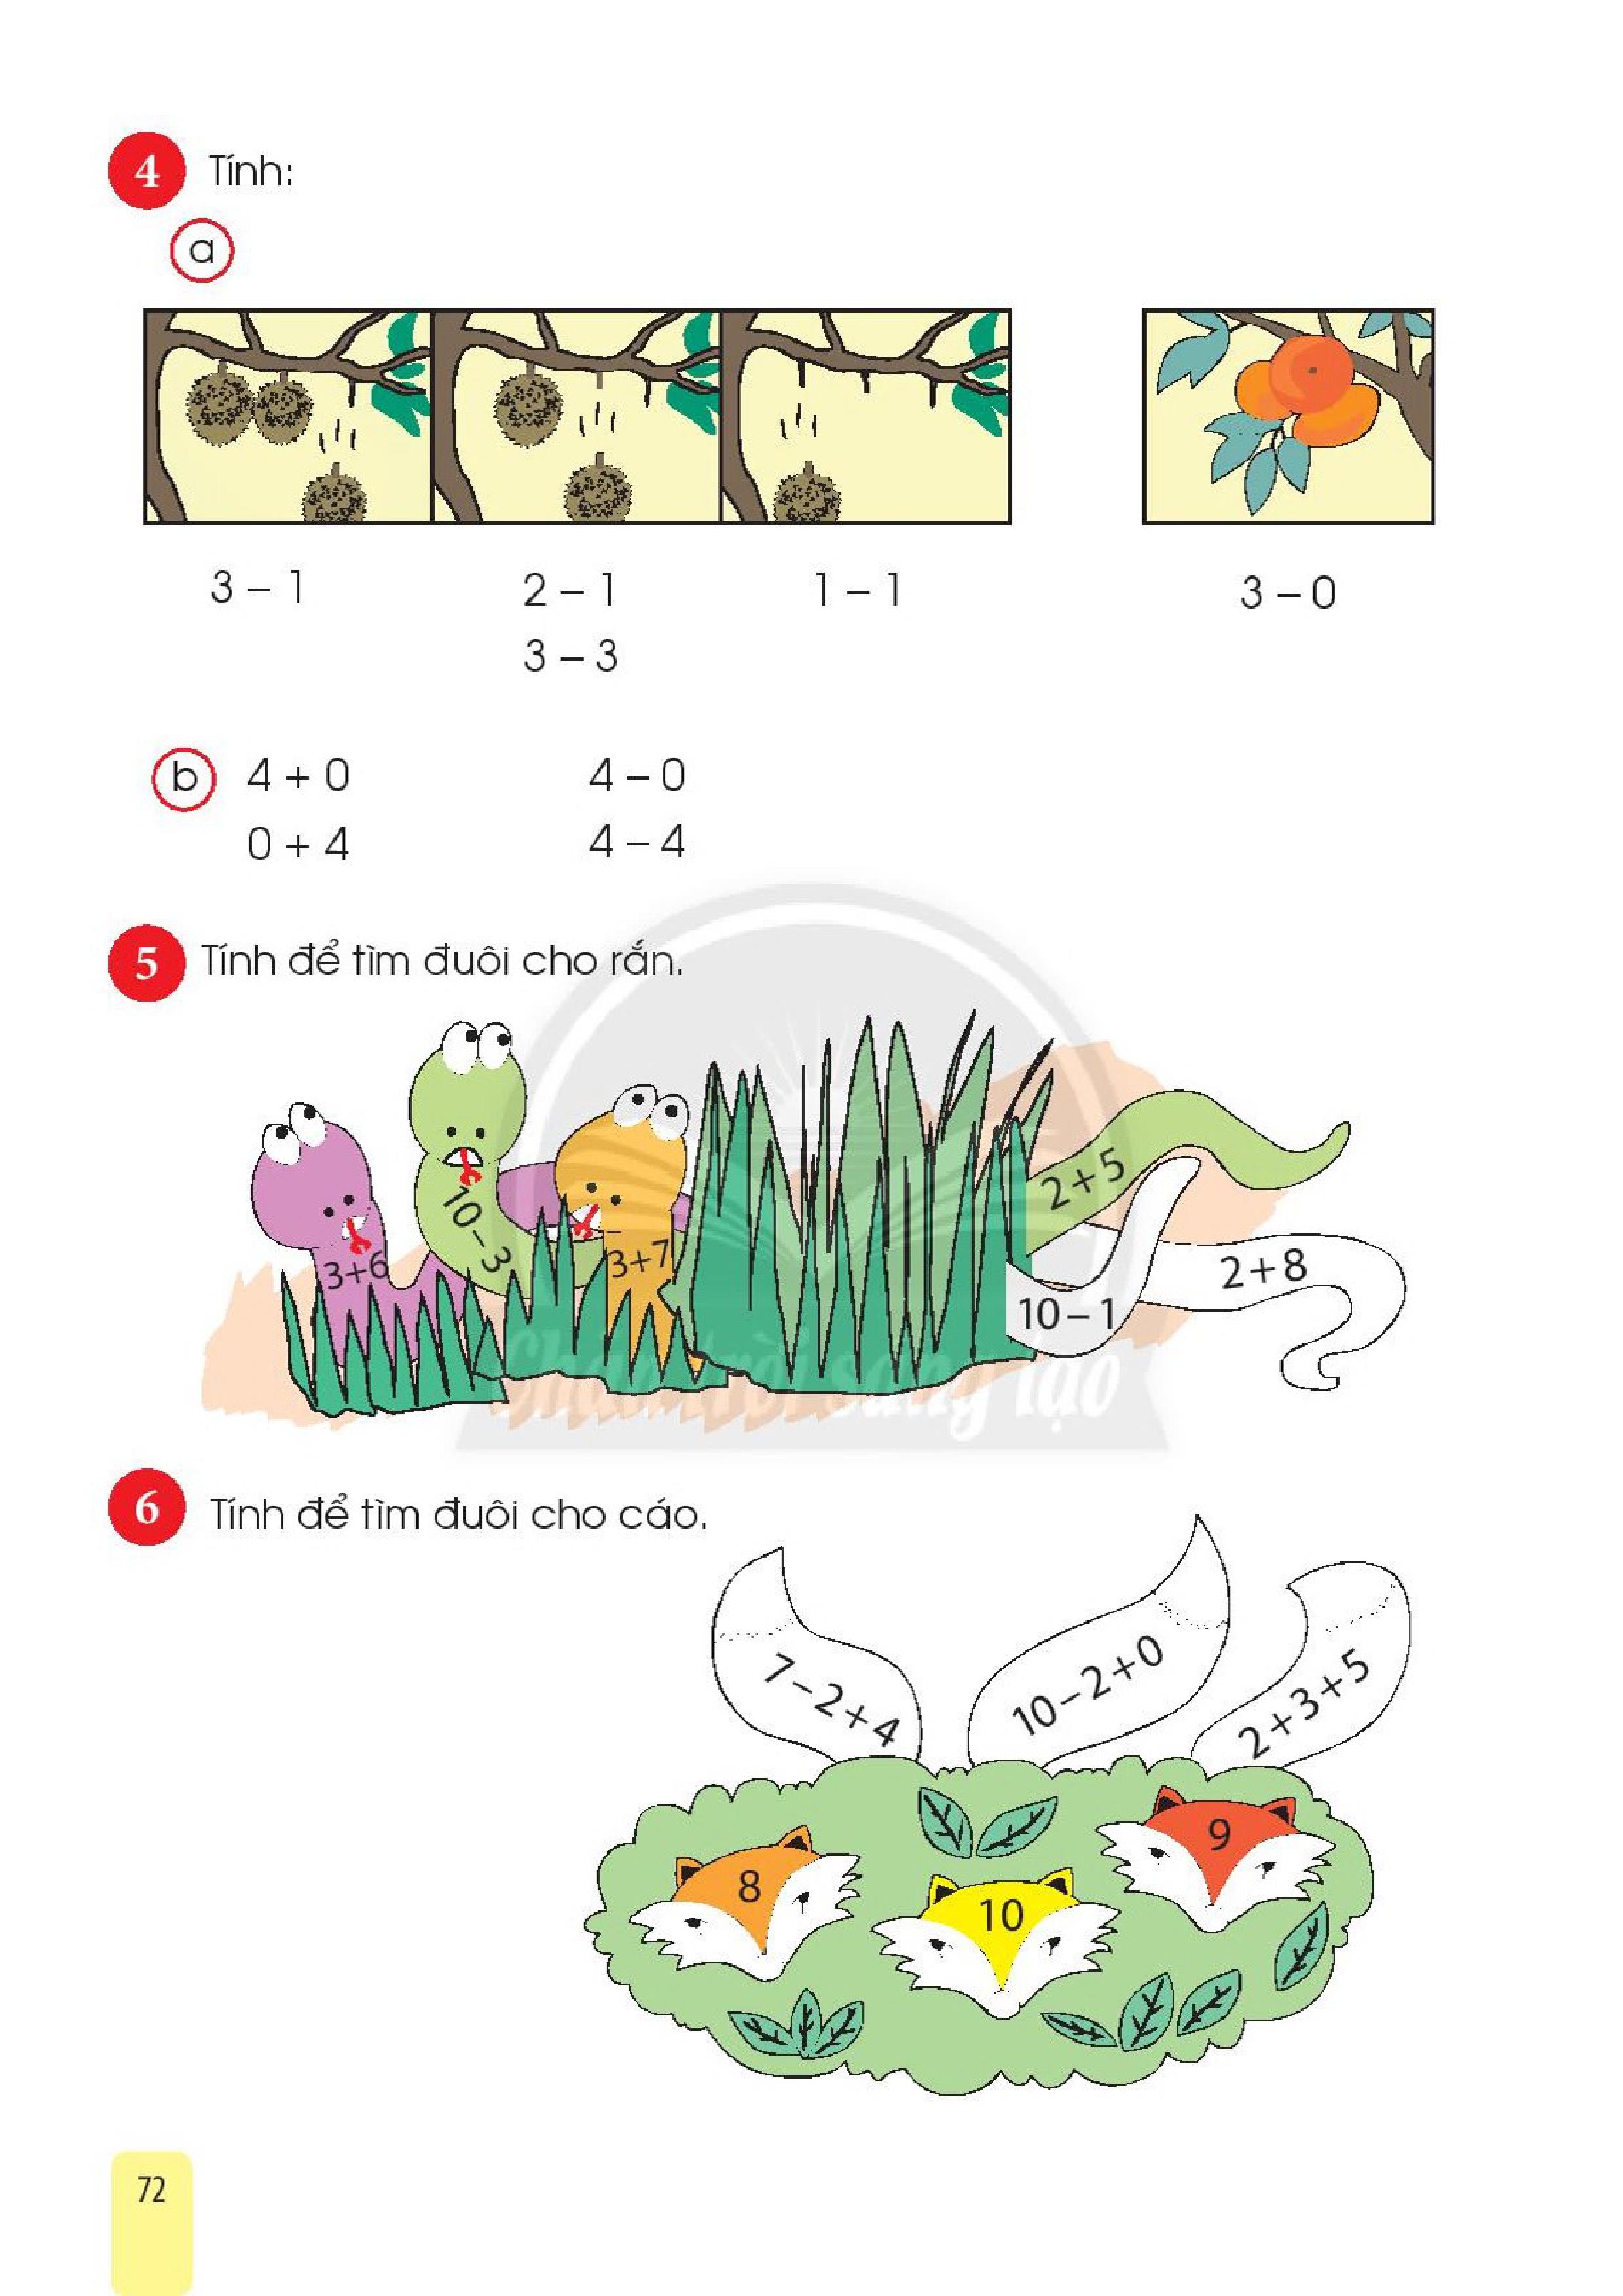 4 Tính:
a
3 – 1 2 – 1 1 – 1 3 – 0
3 – 3
b 4 + 0 4 – 0
0 + 4 4 – 4
5 Tính để tìm đuôi cho rắn.
3+6
10–3
3+7
2+5
10–1
2+8
Chân trời sáng tạo
6 Tính để tìm đuôi cho cáo.
7–2+4
10–2+0
2+3+5
8
10
9
72